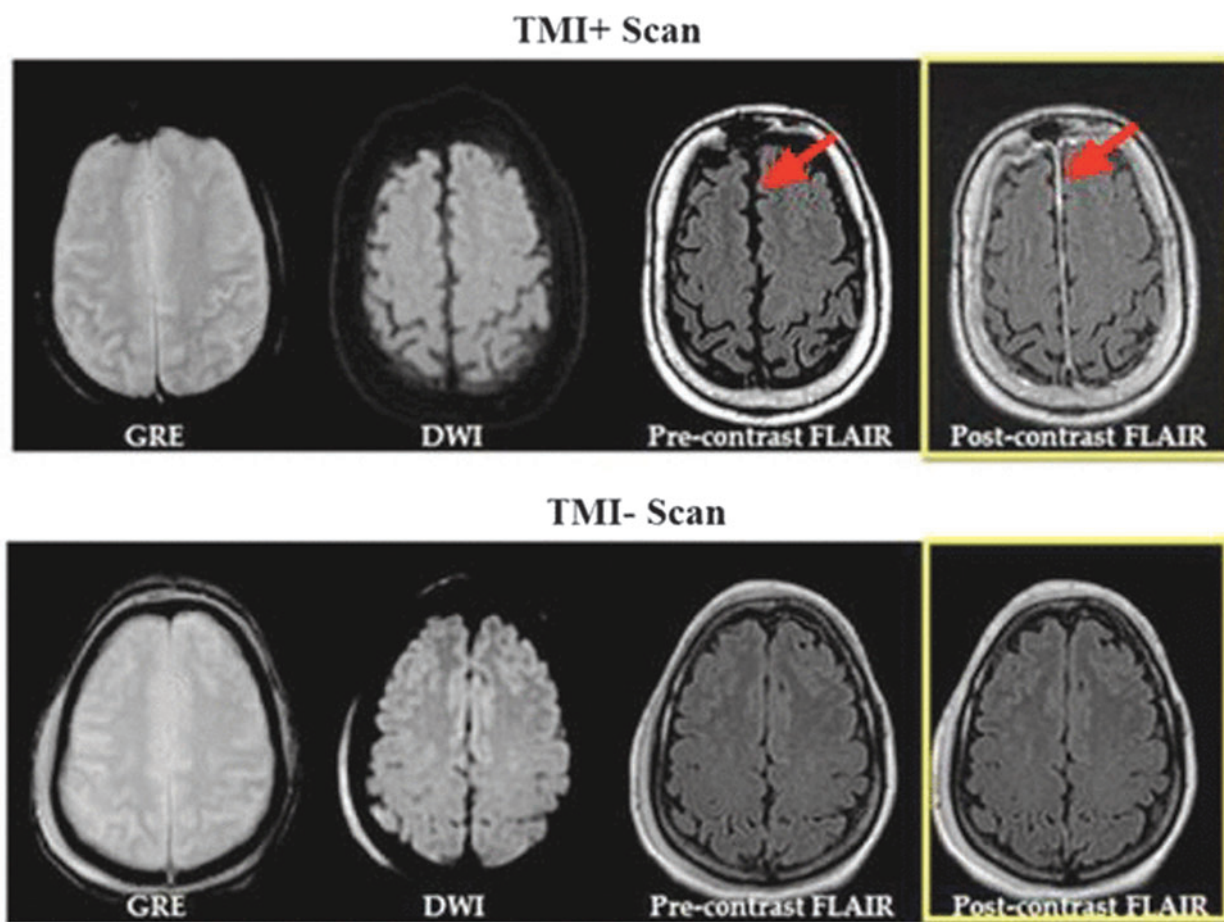 TMI+ Scan
GRE DWI Pre-contrast FLAIR Post-contrast FLAIR
TMI- Scan
GRE DWI Pre-contrast FLAIR Post-contrast FLAIR